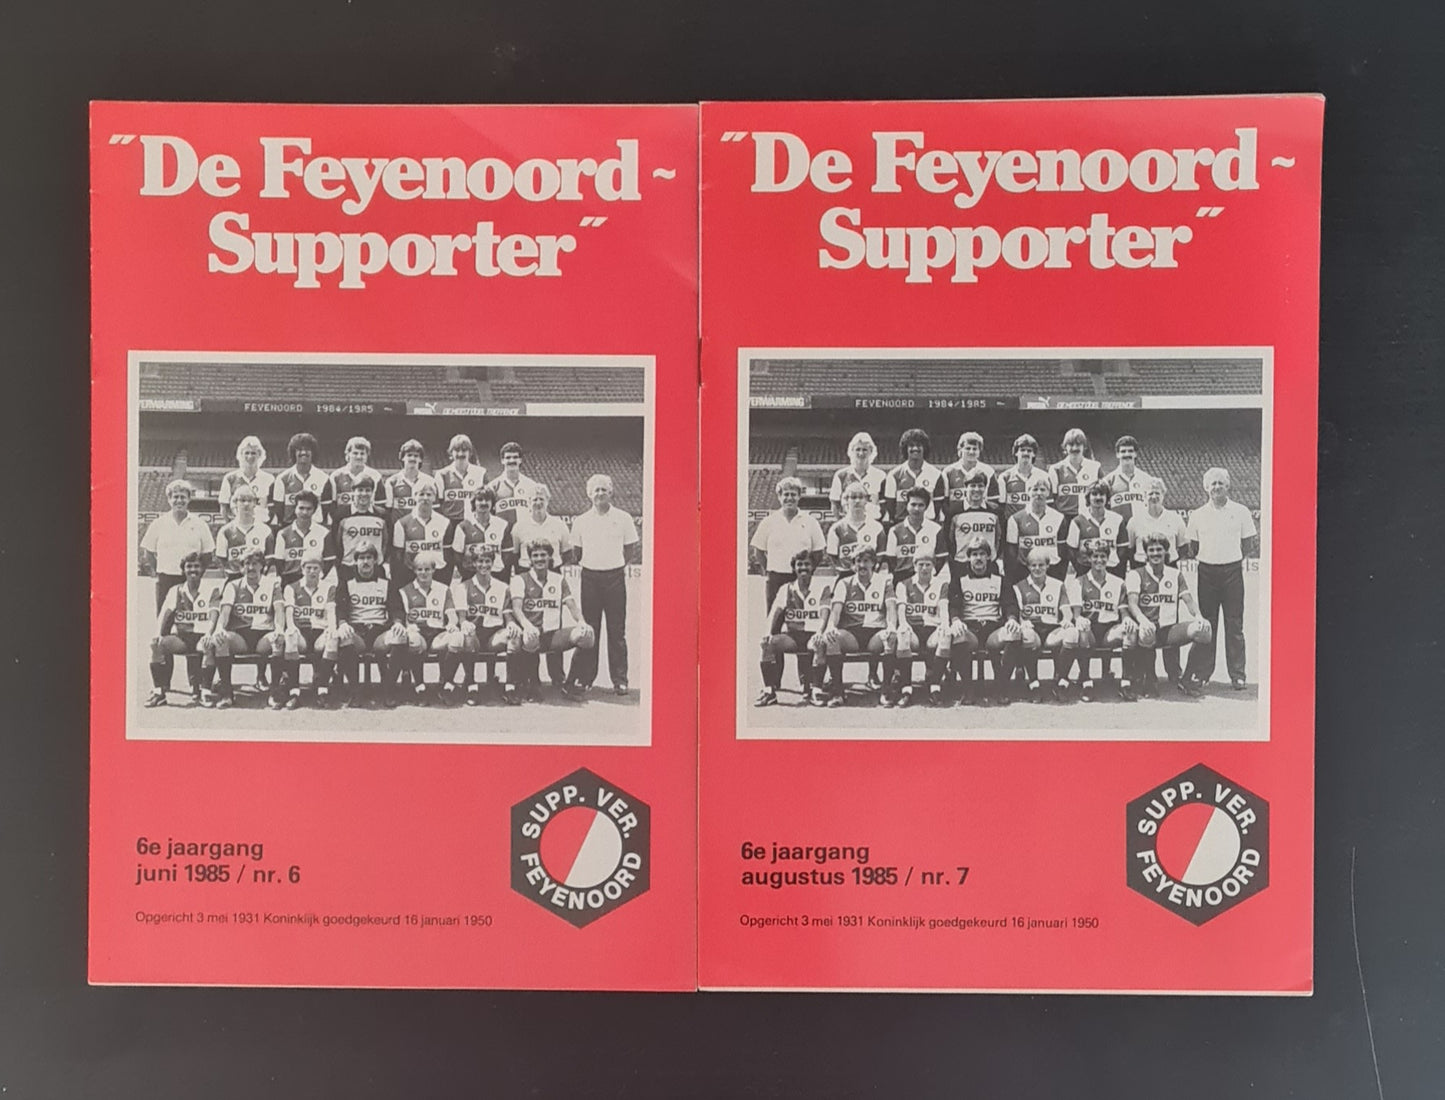 "De Feyenoord-
Supporter"
VERWARMING
FEYENOORD 1984/1985
OPEL
6e jaargang
juni 1985 / nr. 6
Opgericht 3 mei 1931 Koninklijk goedgekeurd 16 januari 1950
SUPP. VER.
FEYENOORD
"De Feyenoord-
Supporter"
VERWARMING
FEYENOORD 1984/1985
OPEL
6e jaargang
augustus 1985 / nr. 7
Opgericht 3 mei 1931 Koninklijk goedgekeurd 16 januari 1950
SUPP. VER.
FEYENOORD